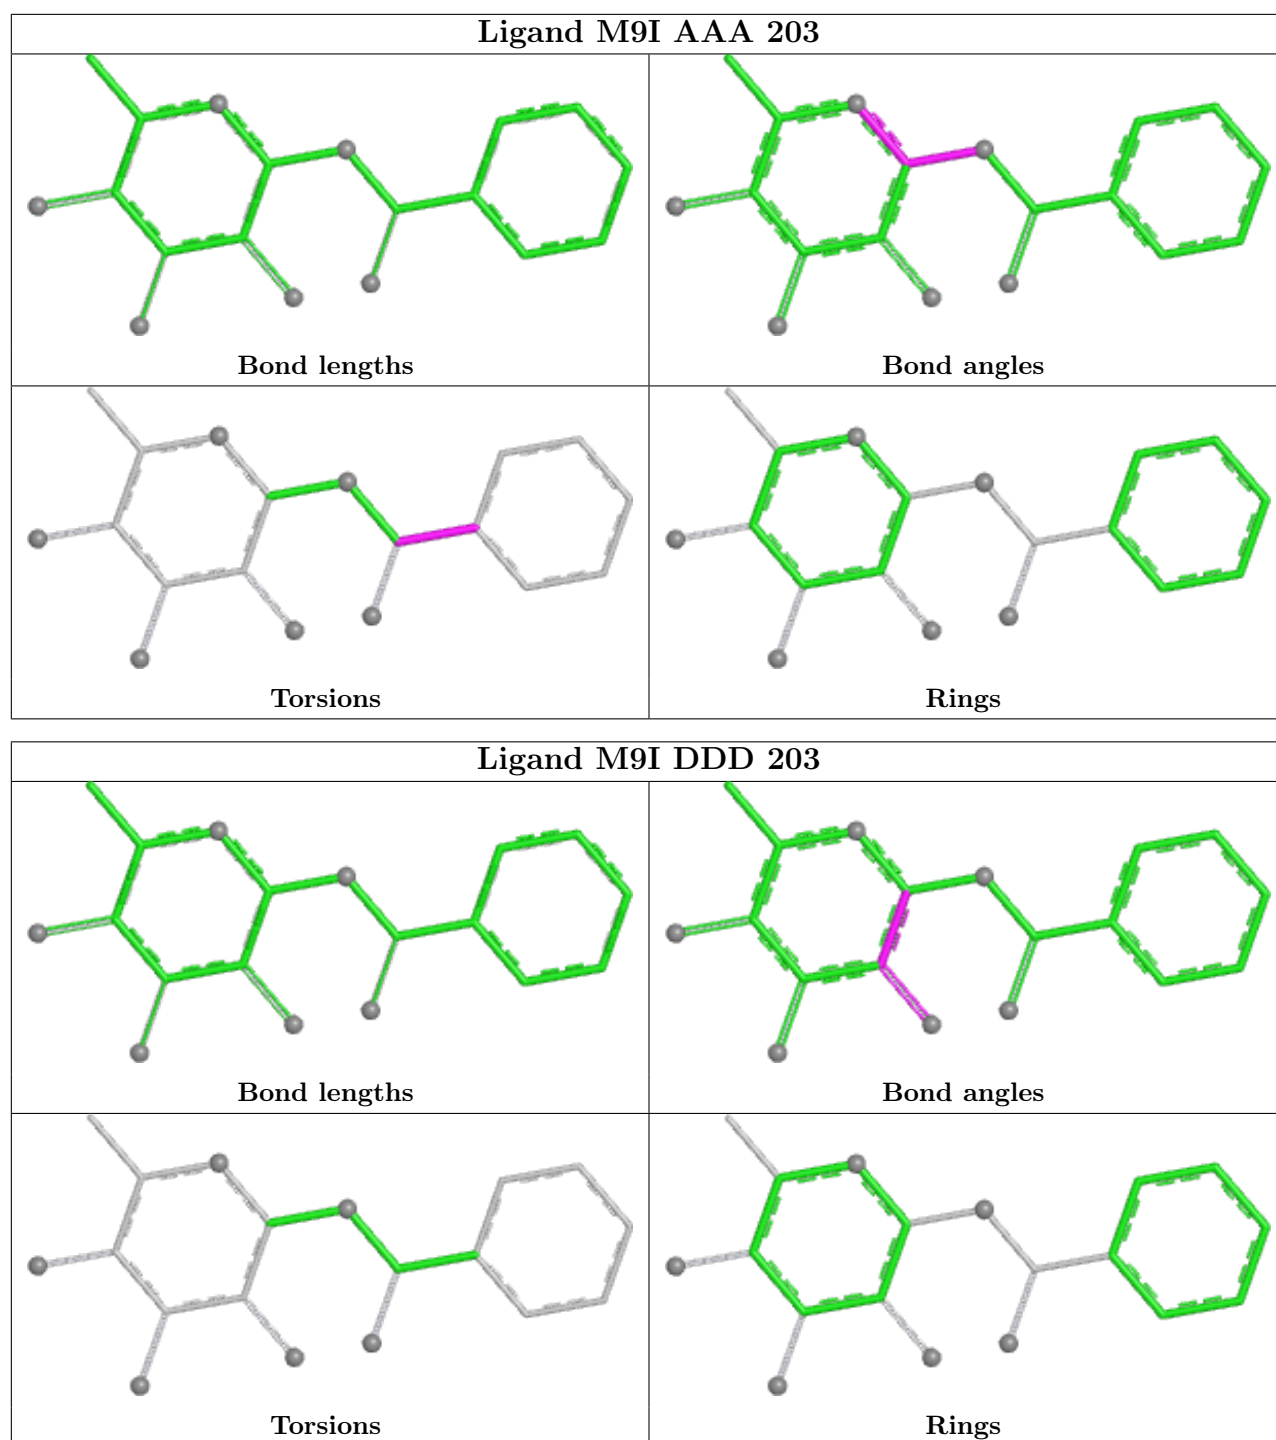 Ligand M9I AAA 203
Bond lengths
Bond angles
Torsions
Rings
Ligand M9I DDD 203
Bond lengths
Bond angles
Torsions
Rings